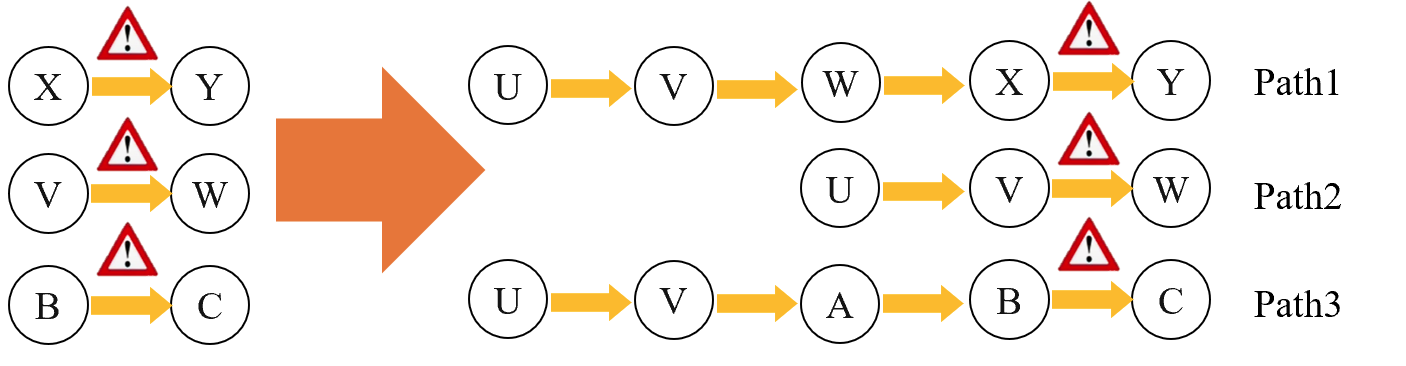 X Y
V W
B C
U V W X Y Path1
U V W Path2
U V A B C Path3